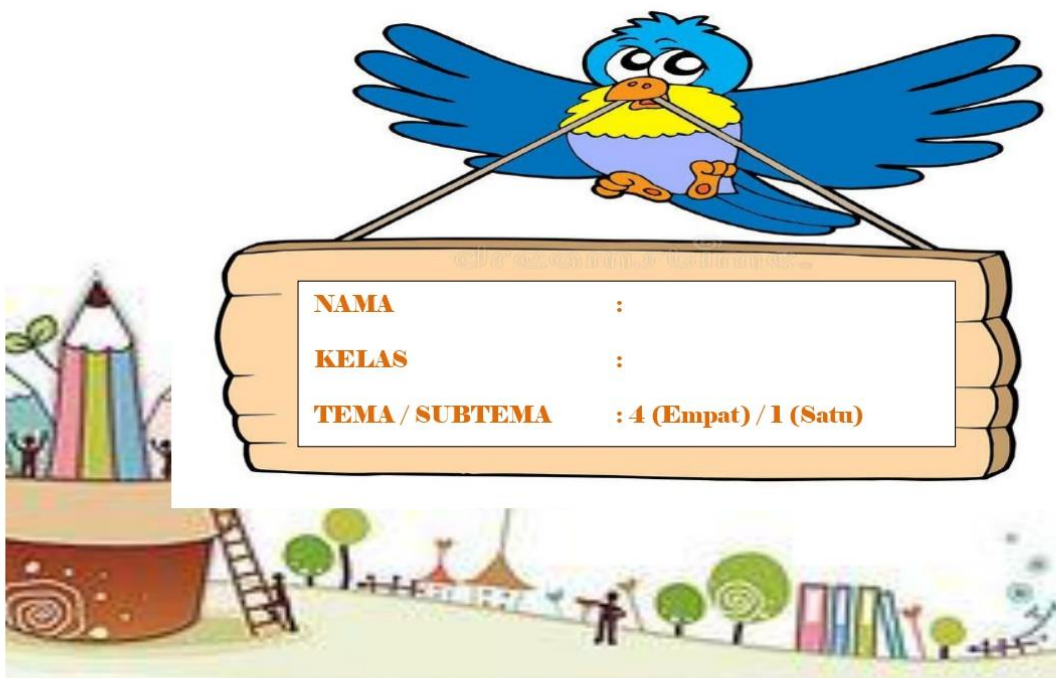 NAMA :
KELAS :
TEMA / SUBTEMA : 4 (Empat) / 1 (Satu)